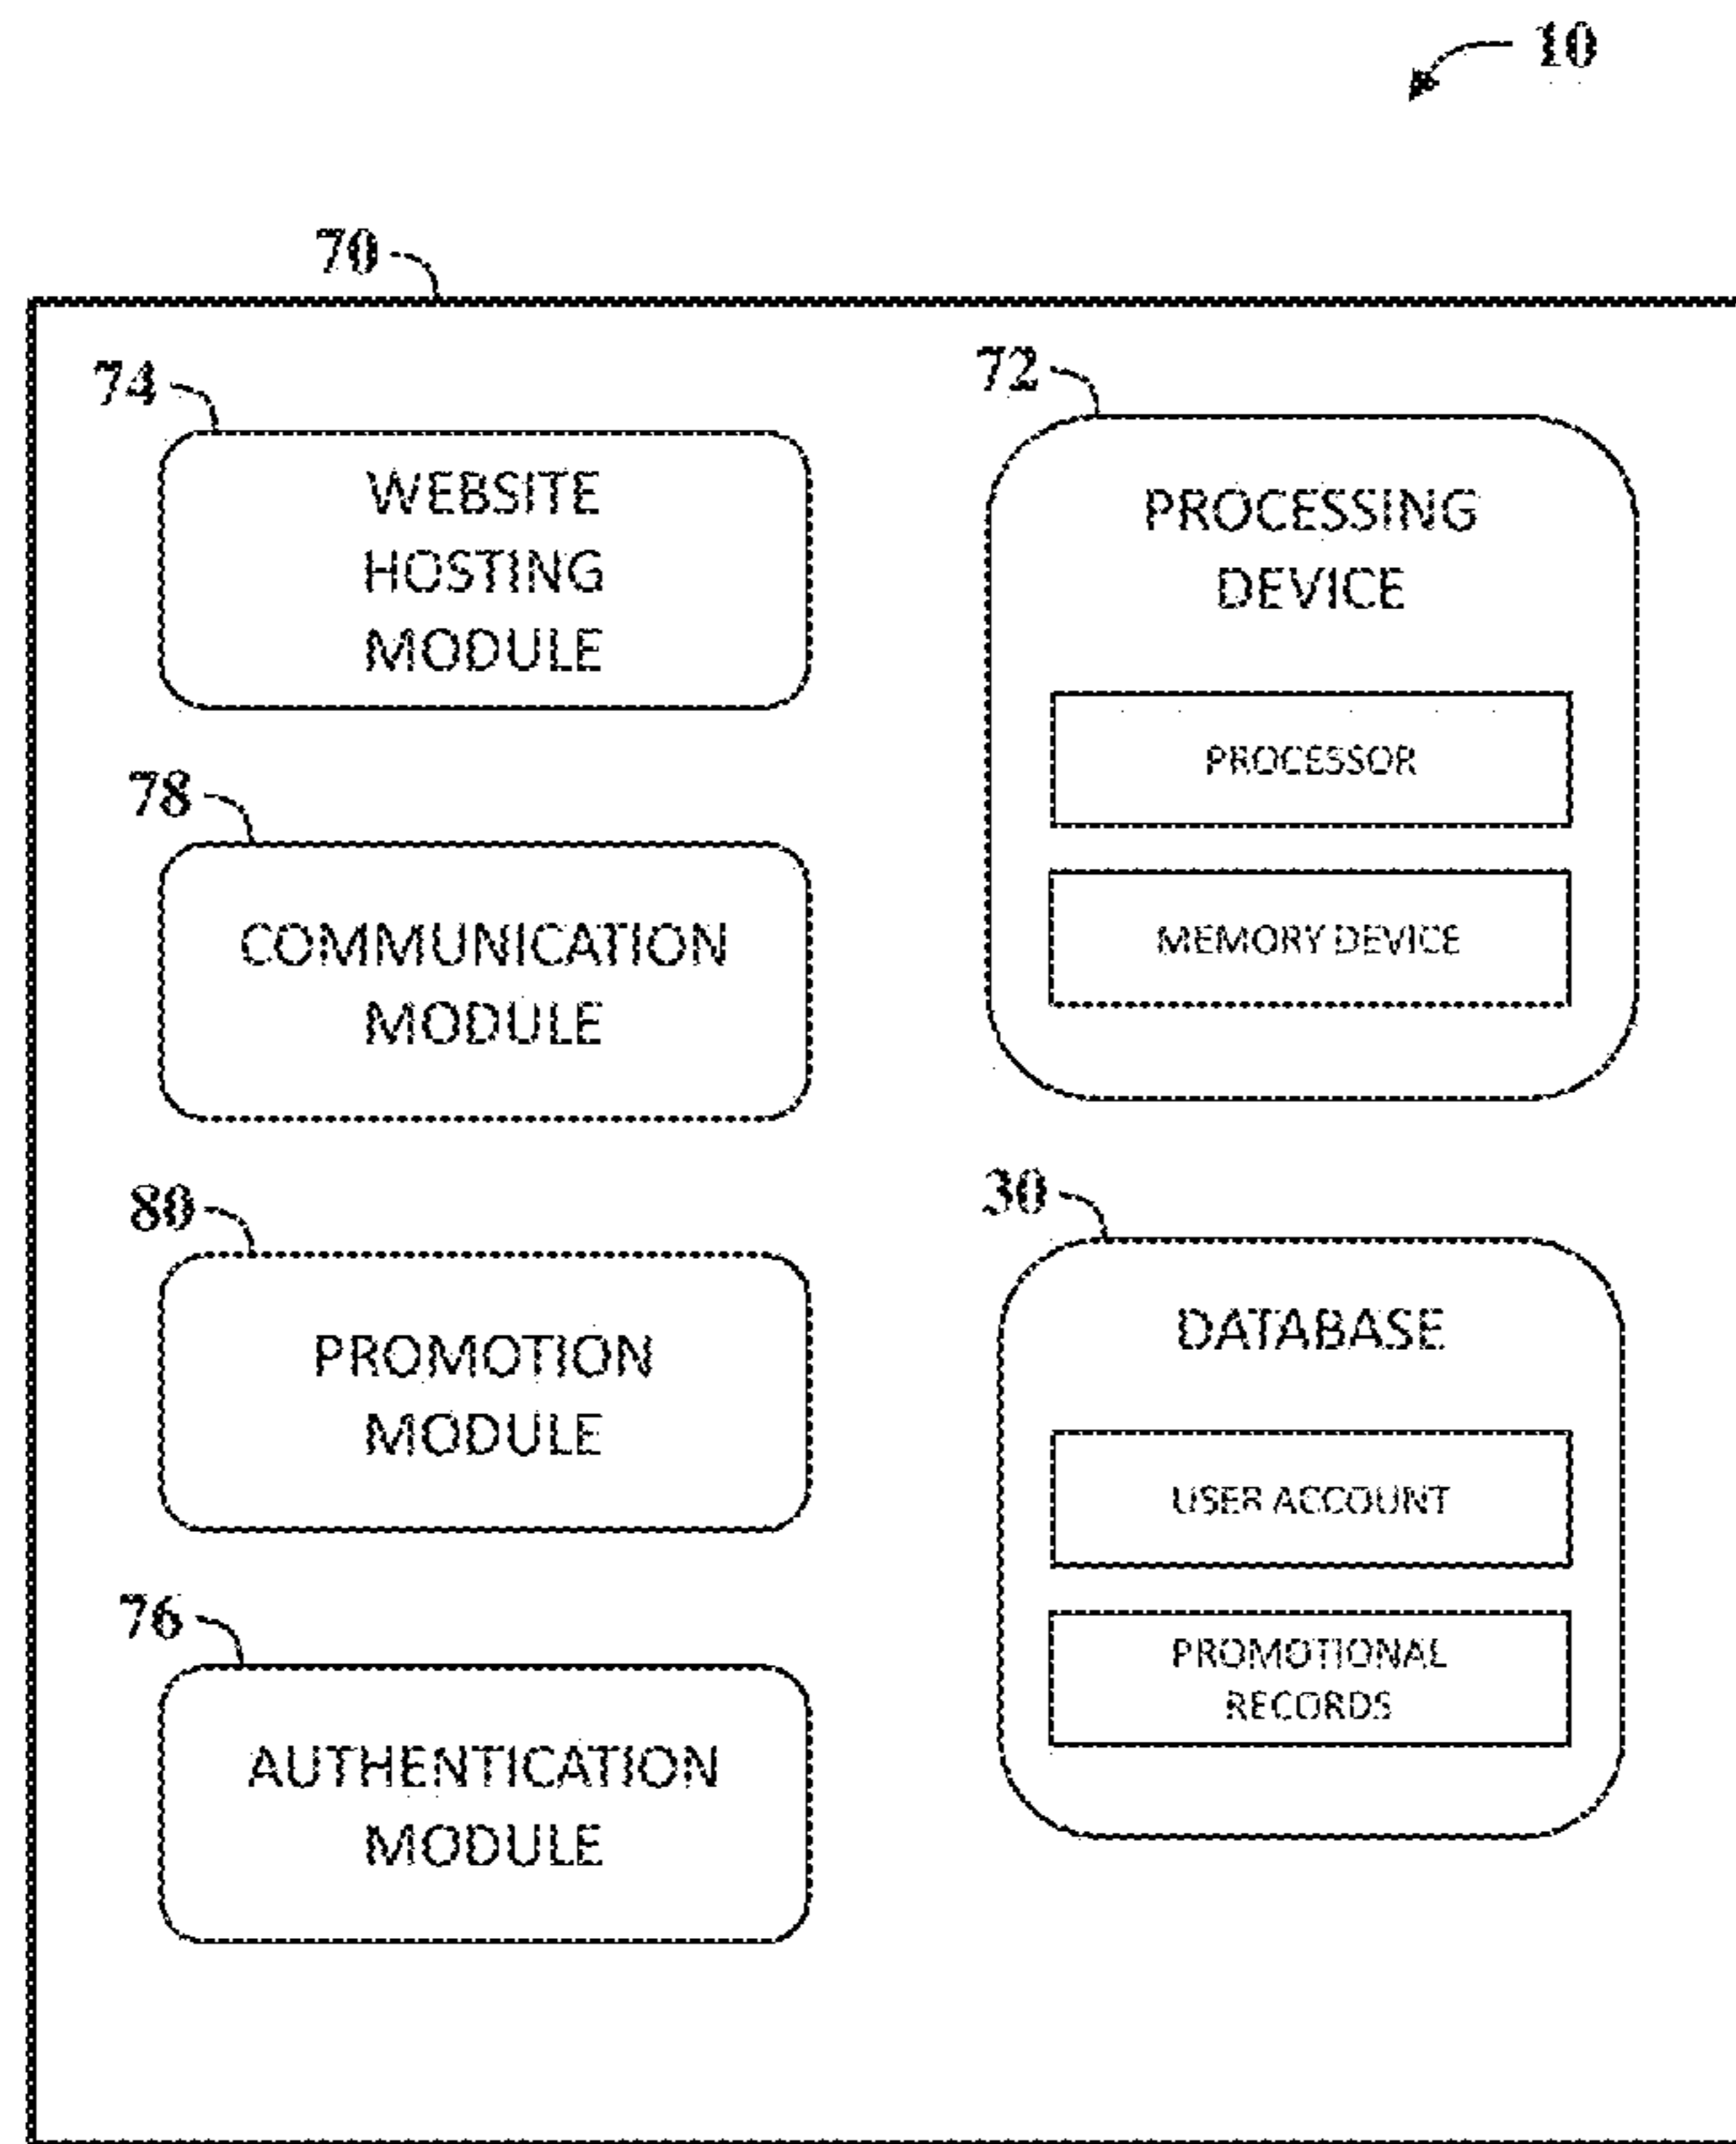 10
70
74
WEBSITE
HOSTING
MODULE
78
COMMUNICATION
MODULE
80
PROMOTION
MODULE
76
AUTHENTICATION
MODULE
72
PROCESSING
DEVICE
PROCESSOR
MEMORY DEVICE
30
DATABASE
USER ACCOUNT
PROMOTIONAL
RECORDS